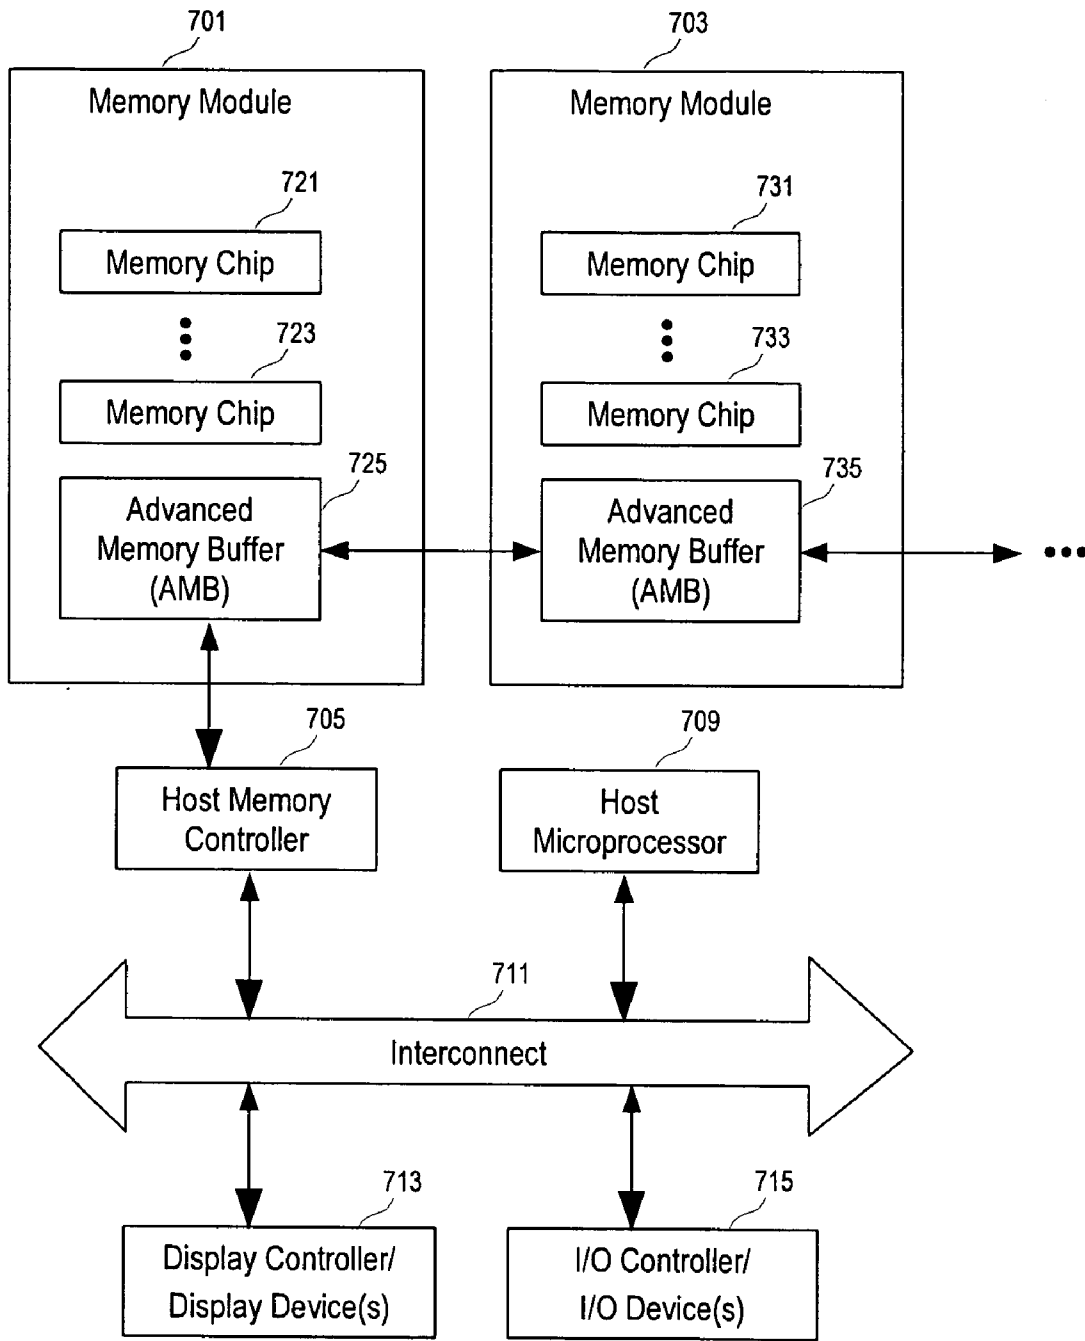 701
703
Memory Module
Memory Module
721
731
Memory Chip
Memory Chip
723
733
Memory Chip
Memory Chip
725
735
Advanced
Memory Buffer
(AMB)
Advanced
Memory Buffer
(AMB)
705
709
Host Memory
Controller
Host
Microprocessor
711
Interconnect
713
715
Display Controller/
Display Device(s)
I/O Controller/
I/O Device(s)